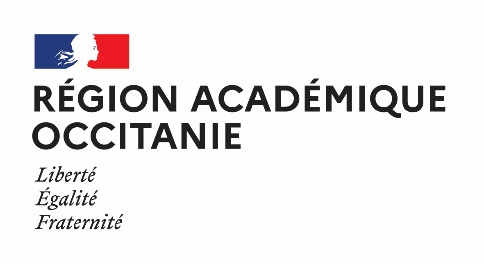 RÉGION ACADÉMIQUE
OCCITANIE
Liberté
Égalité
Fraternité